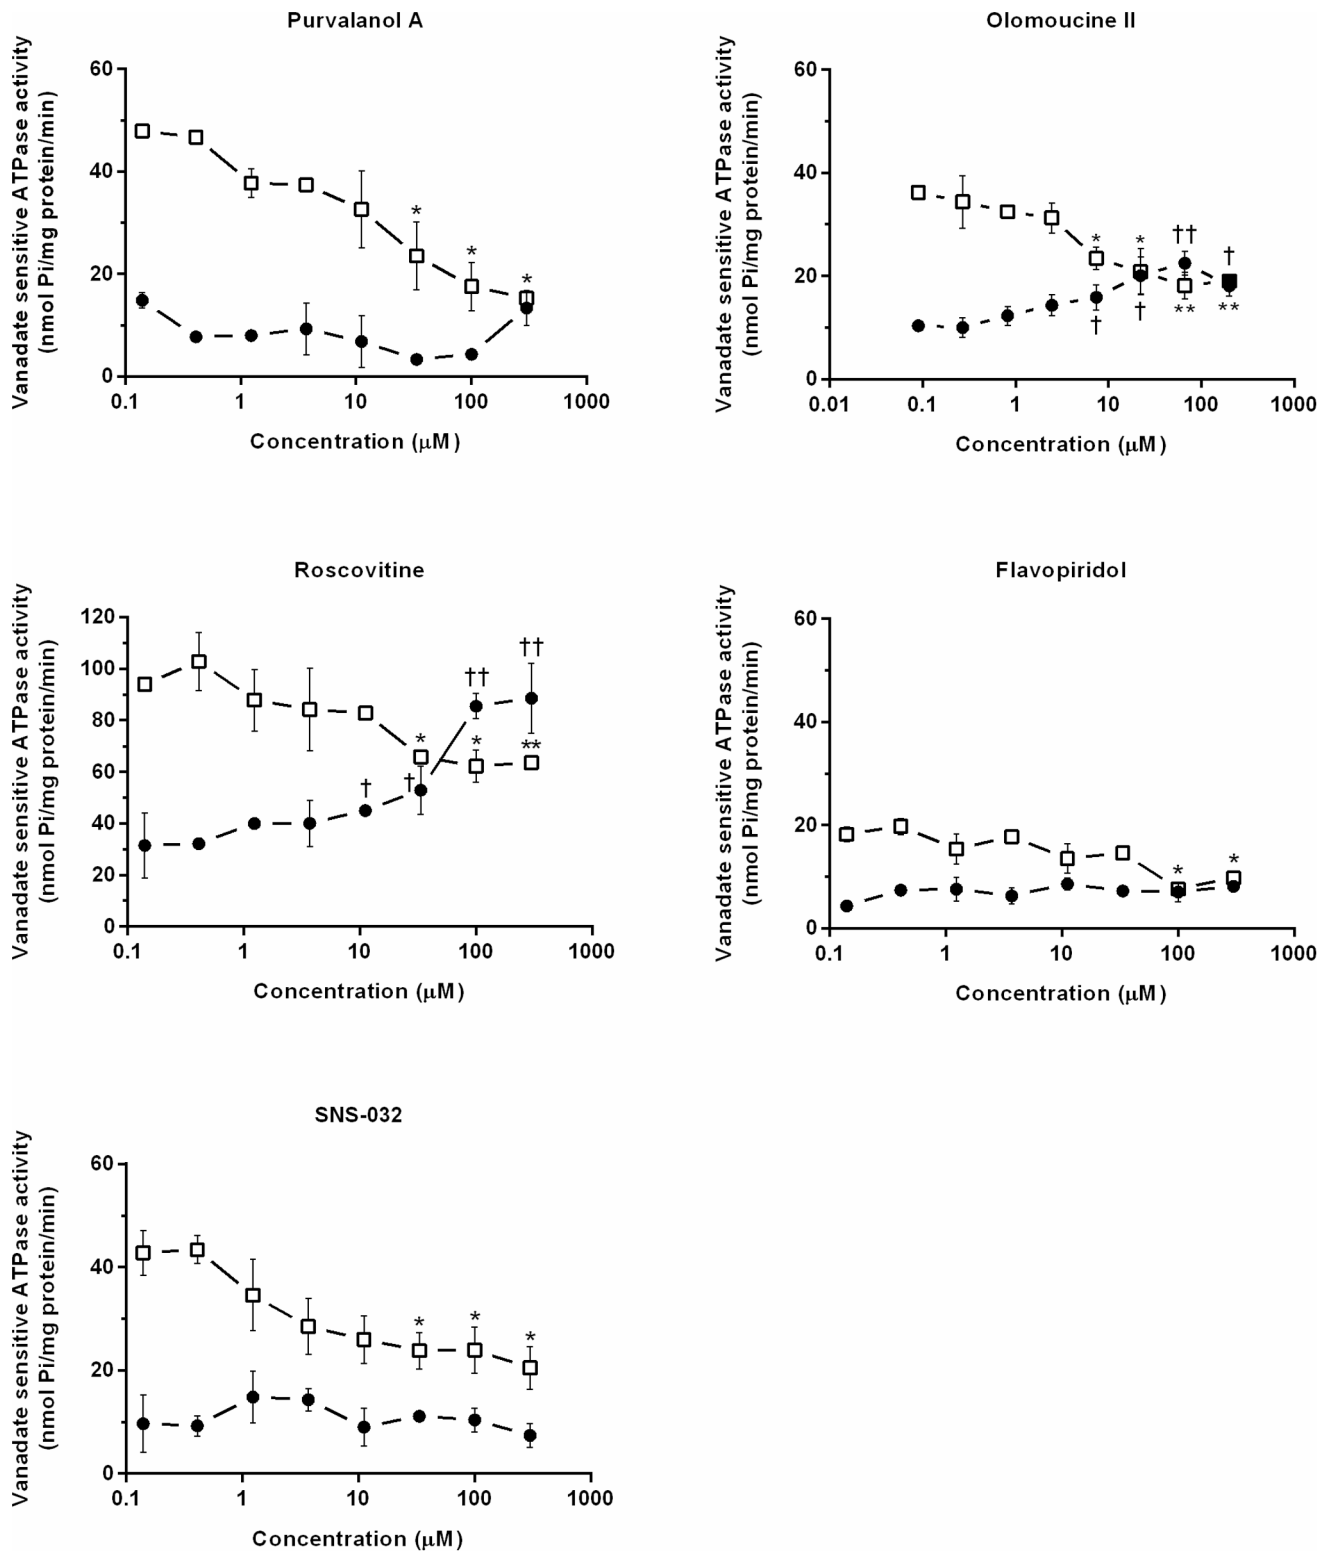 Purvalanol A
Vanadate sensitive ATPase activity
(nmol Pi/mg protein/min)
60
40
20
0
* * *
0.1 1 10 100 1000
Concentration (μM)
Olomoucine II
Vanadate sensitive ATPase activity
(nmol Pi/mg protein/min)
60
40
20
0
* * †† †
† † ** **
0.01 0.1 1 10 100 1000
Concentration (μM)
Roscovitine
Vanadate sensitive ATPase activity
(nmol Pi/mg protein/min)
120
100
80
60
40
20
0
†† ††
* * **
† †
0.1 1 10 100 1000
Concentration (μM)
Flavopiridol
Vanadate sensitive ATPase activity
(nmol Pi/mg protein/min)
60
40
20
0
* *
0.1 1 10 100 1000
Concentration (μM)
SNS-032
Vanadate sensitive ATPase activity
(nmol Pi/mg protein/min)
60
40
20
0
* * *
0.1 1 10 100 1000
Concentration (μM)